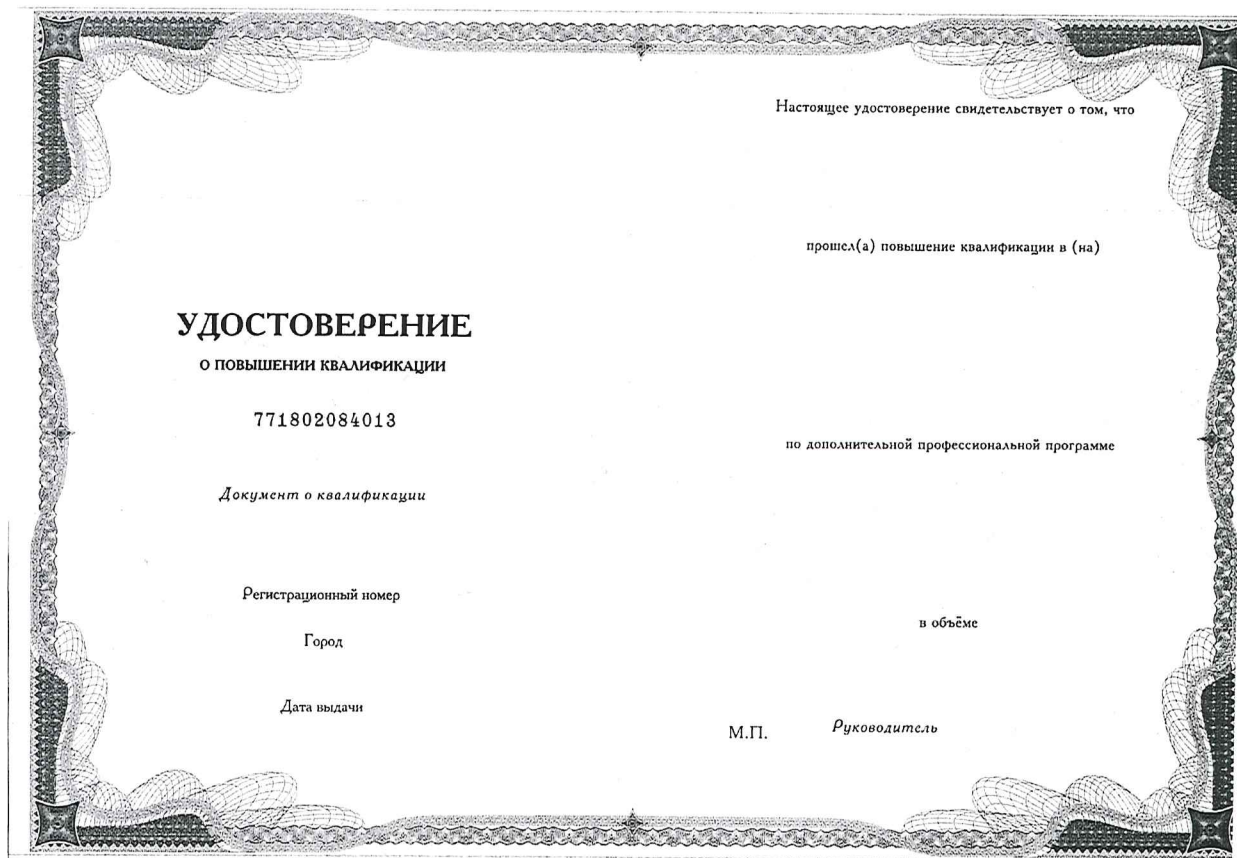 УДОСТОВЕРЕНИЕ
О ПОВЫШЕНИИ КВАЛИФИКАЦИИ
771802084013
Документ о квалификации
Регистрационный номер
Город
Дата выдачи
Настоящее удостоверение свидетельствует о том, что
прошел(а) повышение квалификации в (на)
по дополнительной профессиональной программе
в объёме
М.П. Руководитель